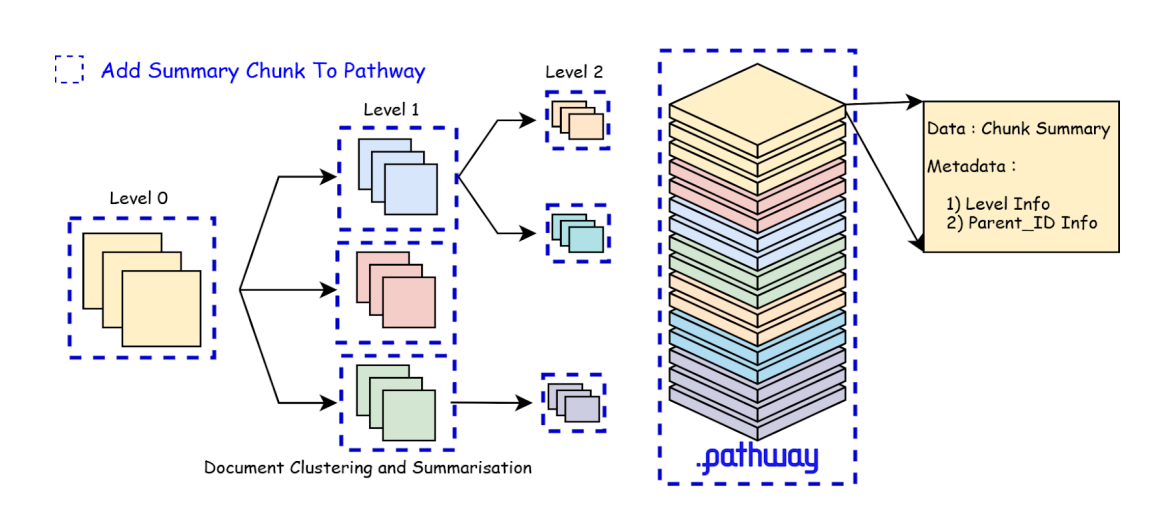 Add Summary Chunk To Pathway
Level 0
Level 1
Level 2
Document Clustering and Summarisation
.:pathway
Data : Chunk Summary
Metadata :
1) Level Info
2) Parent_ID Info